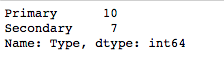 Primary      10
Secondary     7
Name: Type, dtype: int64